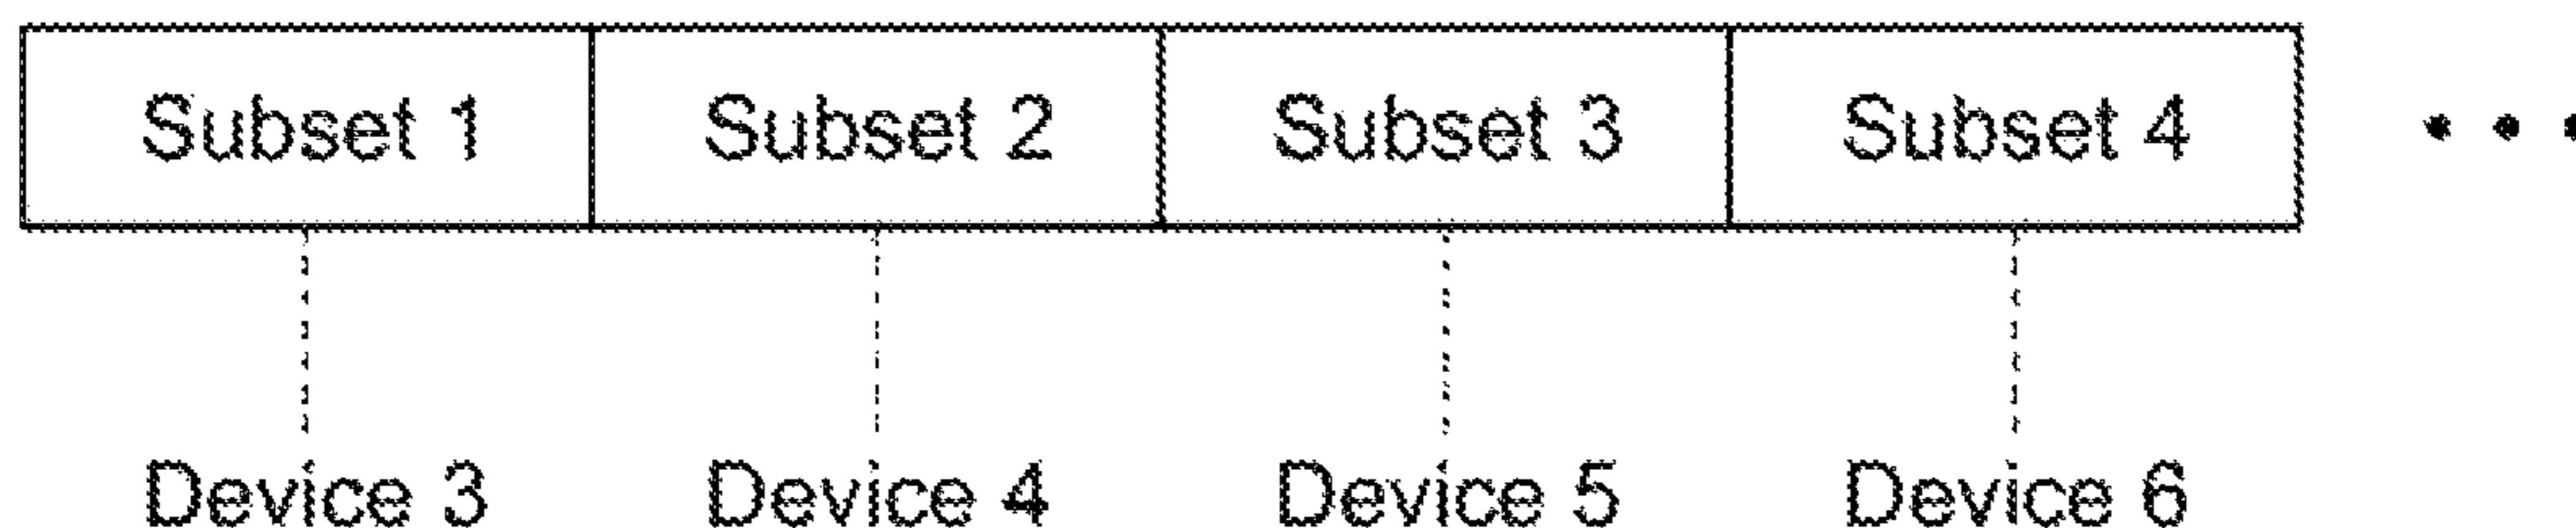 Subset 1 Subset 2 Subset 3 Subset 4 • • •
Device 3 Device 4 Device 5 Device 6